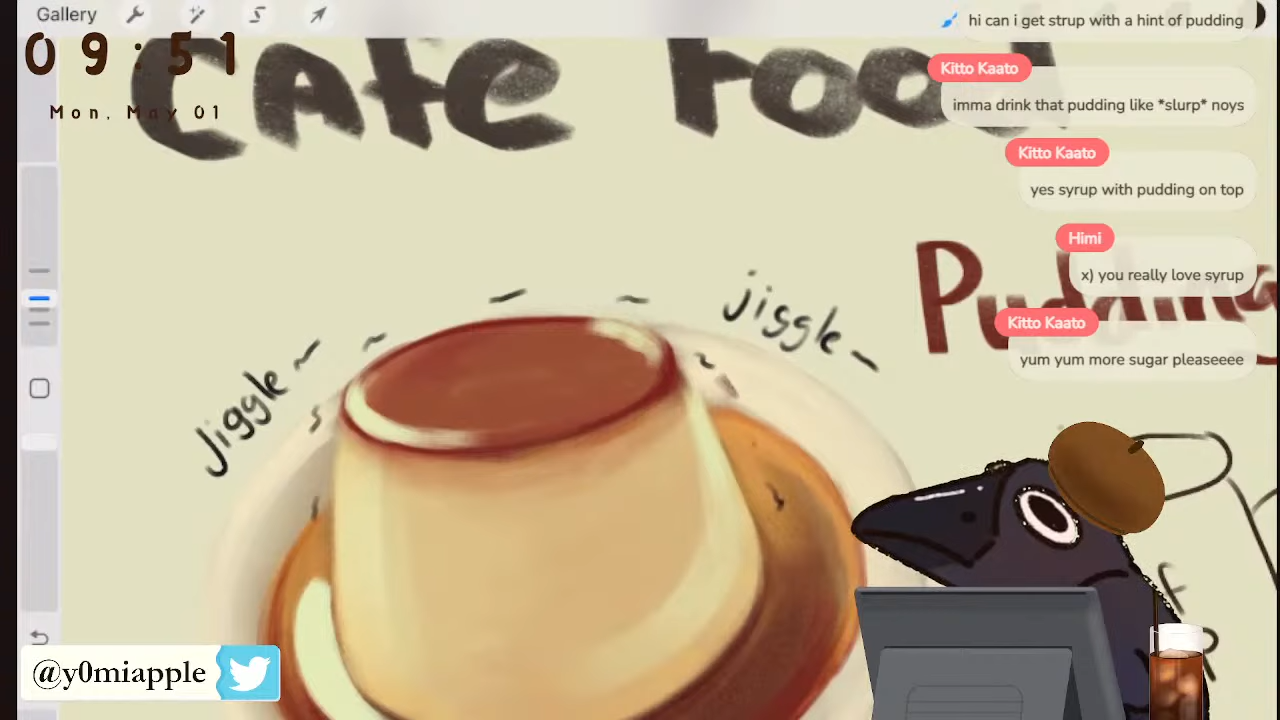 Gallery
09:51
Mon, May 01
Cafe Food
hi can i get strup with a hint of pudding
Kitto Kaato
imma drink that pudding like *slurp* noys
Kitto Kaato
yes syrup with pudding on top
Himi
x) you really love syrup
Kitto Kaato
yum yum more sugar pleaseeee
Pudding
jiggle
Jiggle
@y0miapple